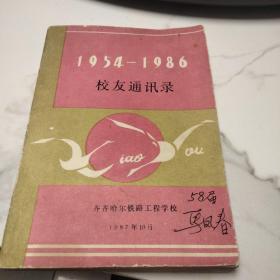 1954-1986
校友通讯录
Xiao You
齐齐哈尔铁路工程学校
1987年10月
58届
马凤春